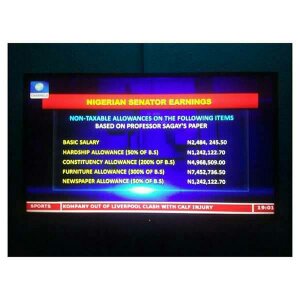 CHANNELS
NIGERIAN SENATOR EARNINGS
NON-TAXABLE ALLOWANCES ON THE FOLLOWING ITEMS
BASED ON PROFESSOR SAGAY'S PAPER
BASIC SALARY N2,484, 245.50
HARDSHIP ALLOWANCE (50% OF B.S) N1,242,122.70
CONSTITUENCY ALLOWANCE (200% OF B.S) N4,968,509.00
FURNITURE ALLOWANCE (300% OF B.S) N7,452,736.50
NEWSPAPER ALLOWANCE (50% OF B.S) N1,242,122.70
SPORTS KOMPANY OUT OF LIVERPOOL CLASH WITH CALF INJURY 19:01